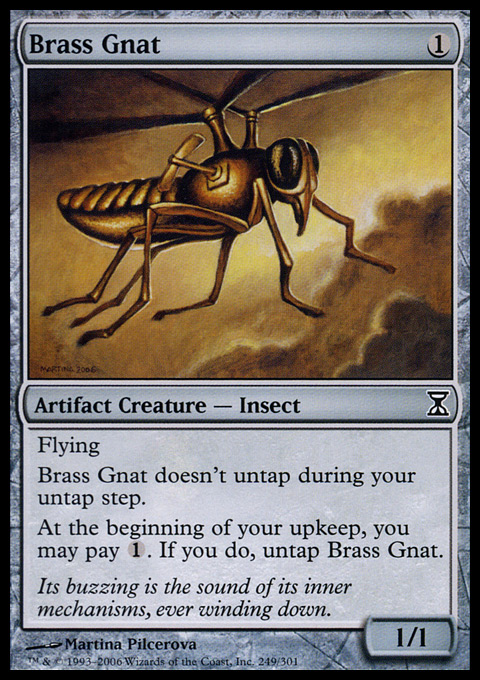 Brass Gnat 1
MARTINA 2006
Artifact Creature — Insect
Flying
Brass Gnat doesn't untap during your
untap step.
At the beginning of your upkeep, you
may pay 1. If you do, untap Brass Gnat.
Its buzzing is the sound of its inner
mechanisms, ever winding down.
Martina Pilcerova
1/1
™ & © 1993–2006 Wizards of the Coast, Inc. 249/301